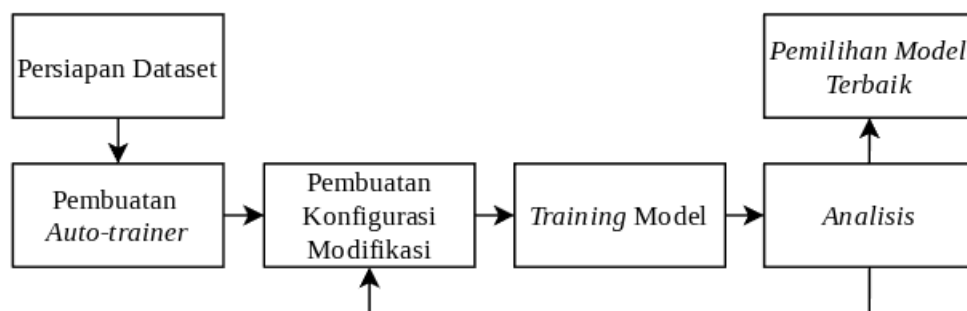 Persiapan Dataset
Pembuatan
Auto-trainer
Pembuatan
Konfigurasi
Modifikasi
Training Model
Analisis
Pemilihan Model
Terbaik